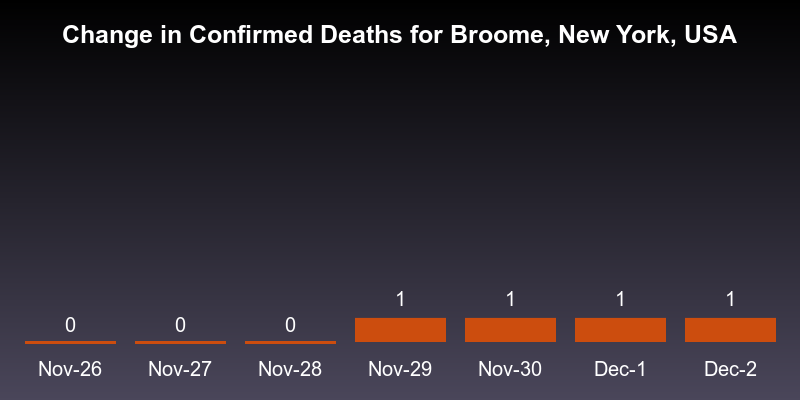 Change in Confirmed Deaths for Broome, New York, USA
0 0 0 1 1 1 1
Nov-26 Nov-27 Nov-28 Nov-29 Nov-30 Dec-1 Dec-2